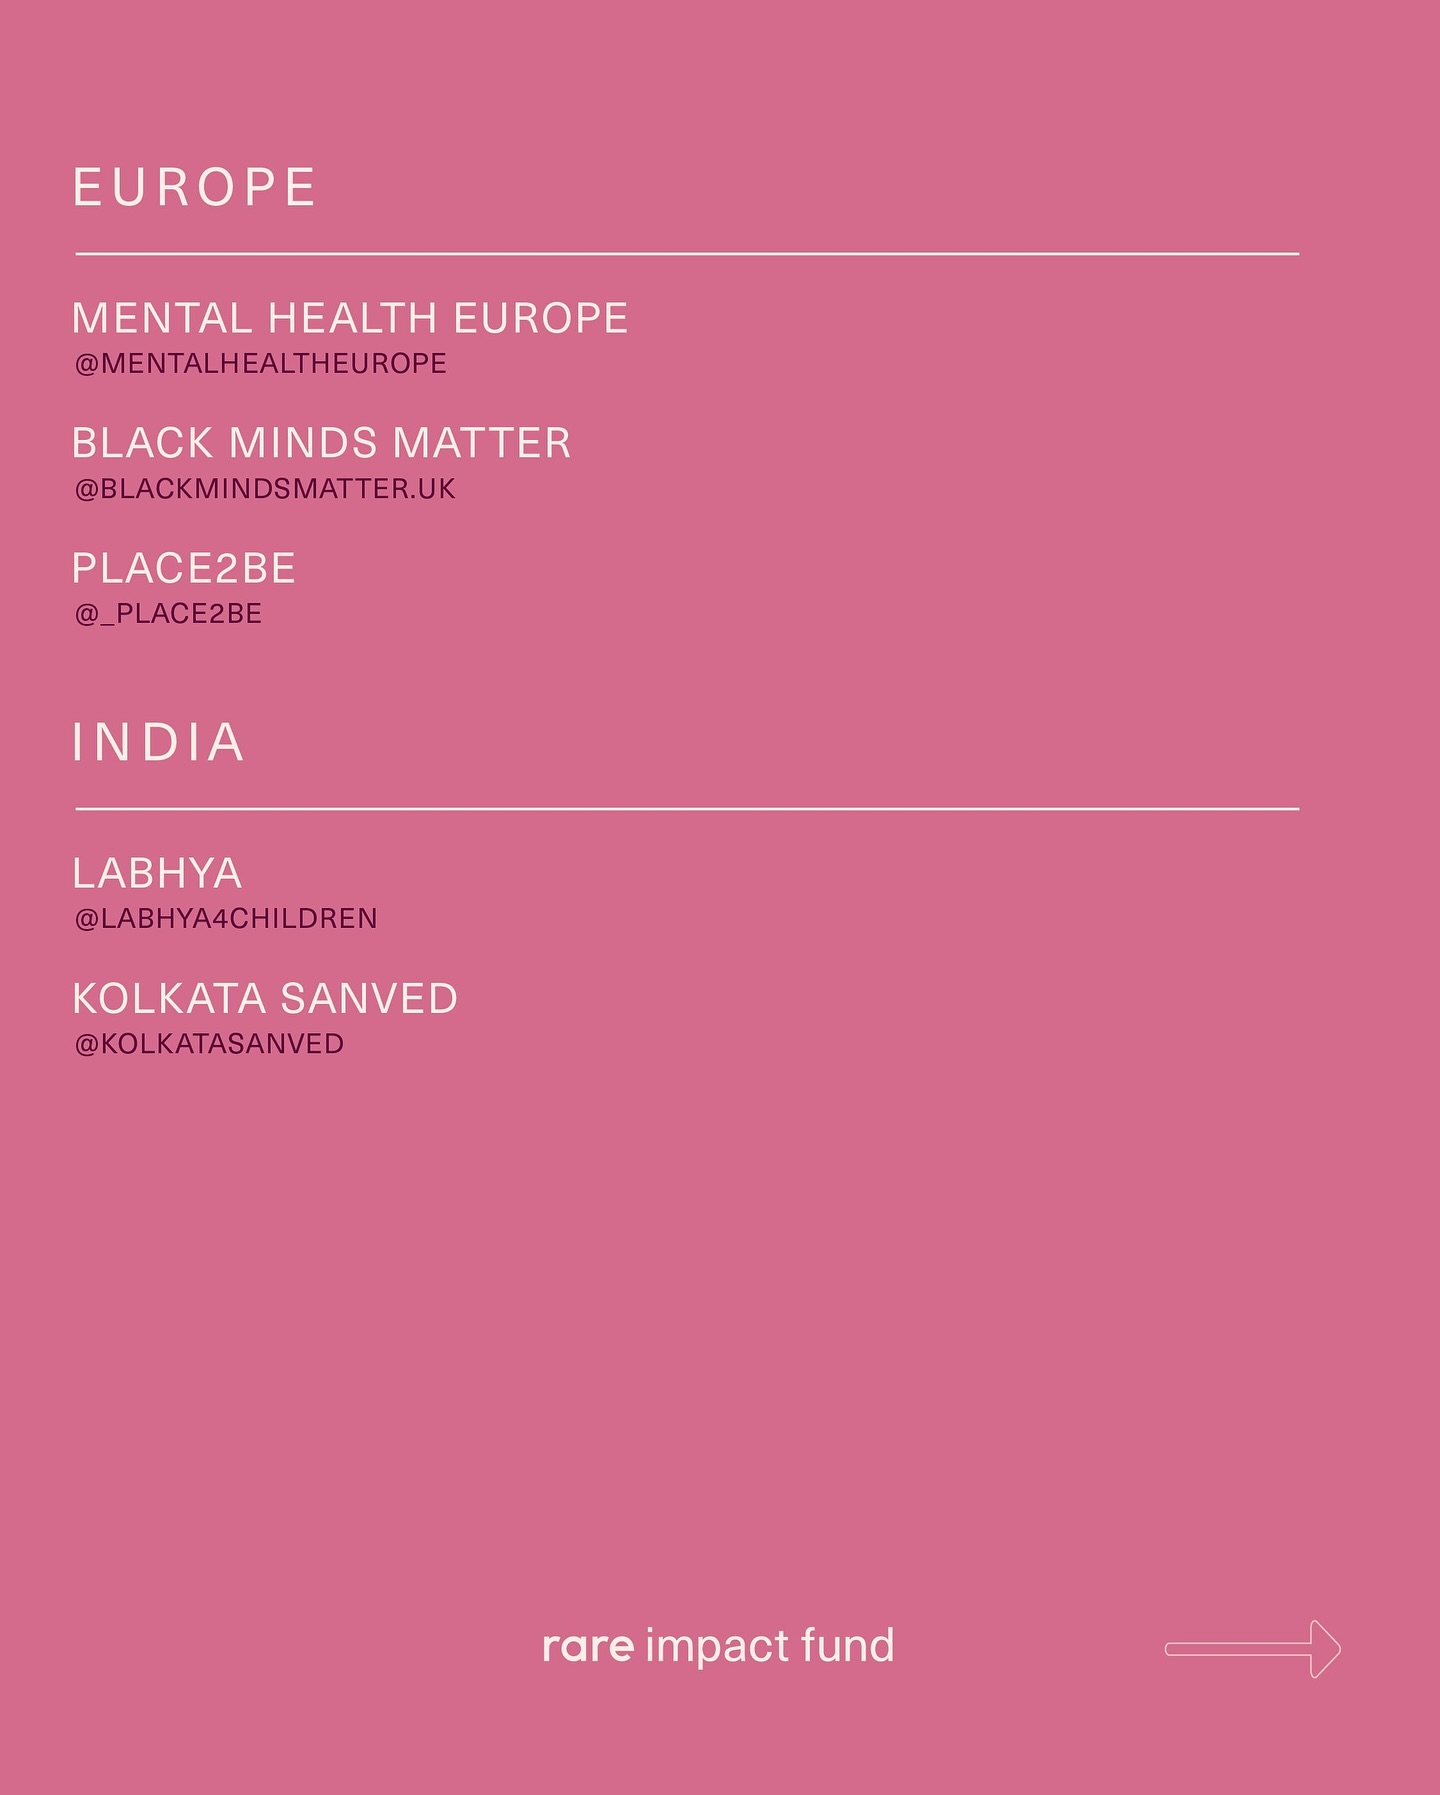 EUROPE
MENTAL HEALTH EUROPE
@MENTALHEALTHEUROPE
BLACK MINDS MATTER
@BLACKMINDSMATTER.UK
PLACE2BE
@_PLACE2BE
INDIA
LABHYA
@LABHYA4CHILDREN
KOLKATA SANVED
@KOLKATASANVED
rare impact fund